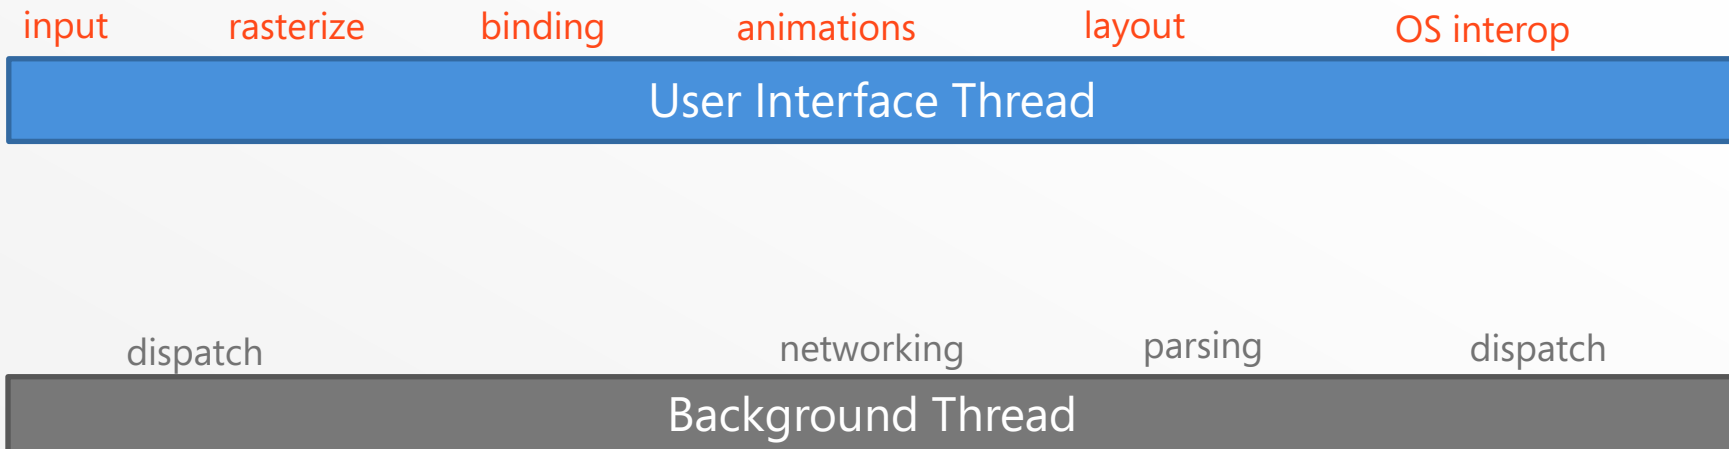 input rasterize binding animations layout OS interop
User Interface Thread
dispatch networking parsing dispatch
Background Thread